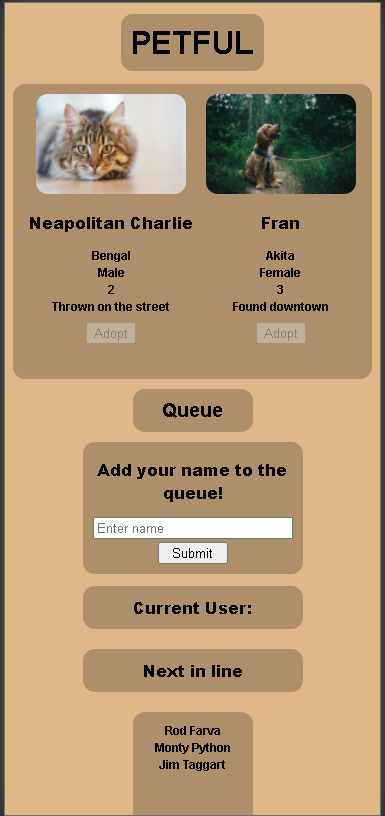 PETFUL
Neapolitan Charlie
Bengal
Male
2
Thrown on the street
Adopt
Fran
Akita
Female
3
Found downtown
Adopt
Queue
Add your name to the
queue!
Enter name
Submit
Current User:
Next in line
Rod Farva
Monty Python
Jim Taggart